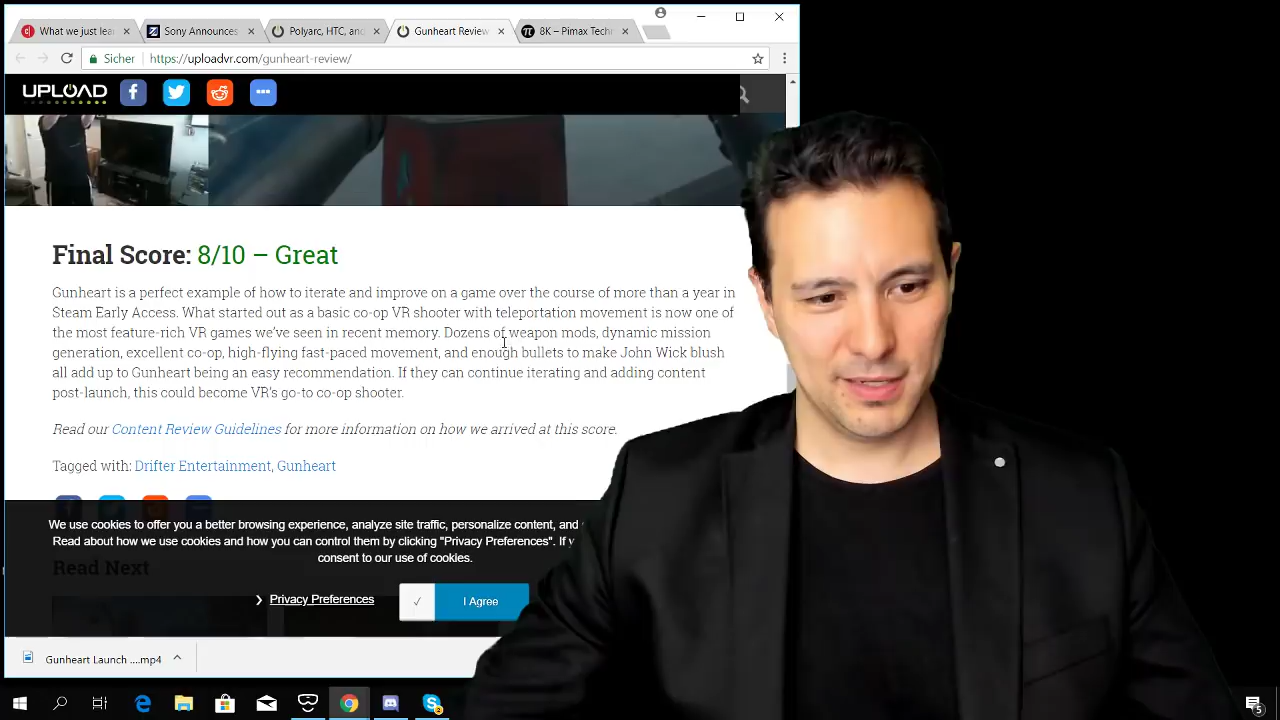 What we just lea
Sony Announces
Polyarc, HTC, and
Gunheart Review
8K – Pimax Techn
Sicher
https://uploadvr.com/gunheart-review/
UPLOAD
Final Score: 8/10 – Great
Gunheart is a perfect example of how to iterate and improve on a game over the course of more than a year in
Steam Early Access. What started out as a basic co-op VR shooter with teleportation movement is now one of
the most feature-rich VR games we've seen in recent memory. Dozens of weapon mods, dynamic mission
generation, excellent co-op, high-flying fast-paced movement, and enough bullets to make John Wick blush
all add up to Gunheart being an easy recommendation. If they can continue iterating and adding content
post-launch, this could become VR's go-to co-op shooter.
Read our Content Review Guidelines for more information on how we arrived at this score.
Tagged with: Drifter Entertainment, Gunheart
We use cookies to offer you a better browsing experience, analyze site traffic, personalize content, and
Read about how we use cookies and how you can control them by clicking "Privacy Preferences". If y
consent to our use of cookies.
Read Next
Privacy Preferences
I Agree
Gunheart Launch ....mp4
2
5